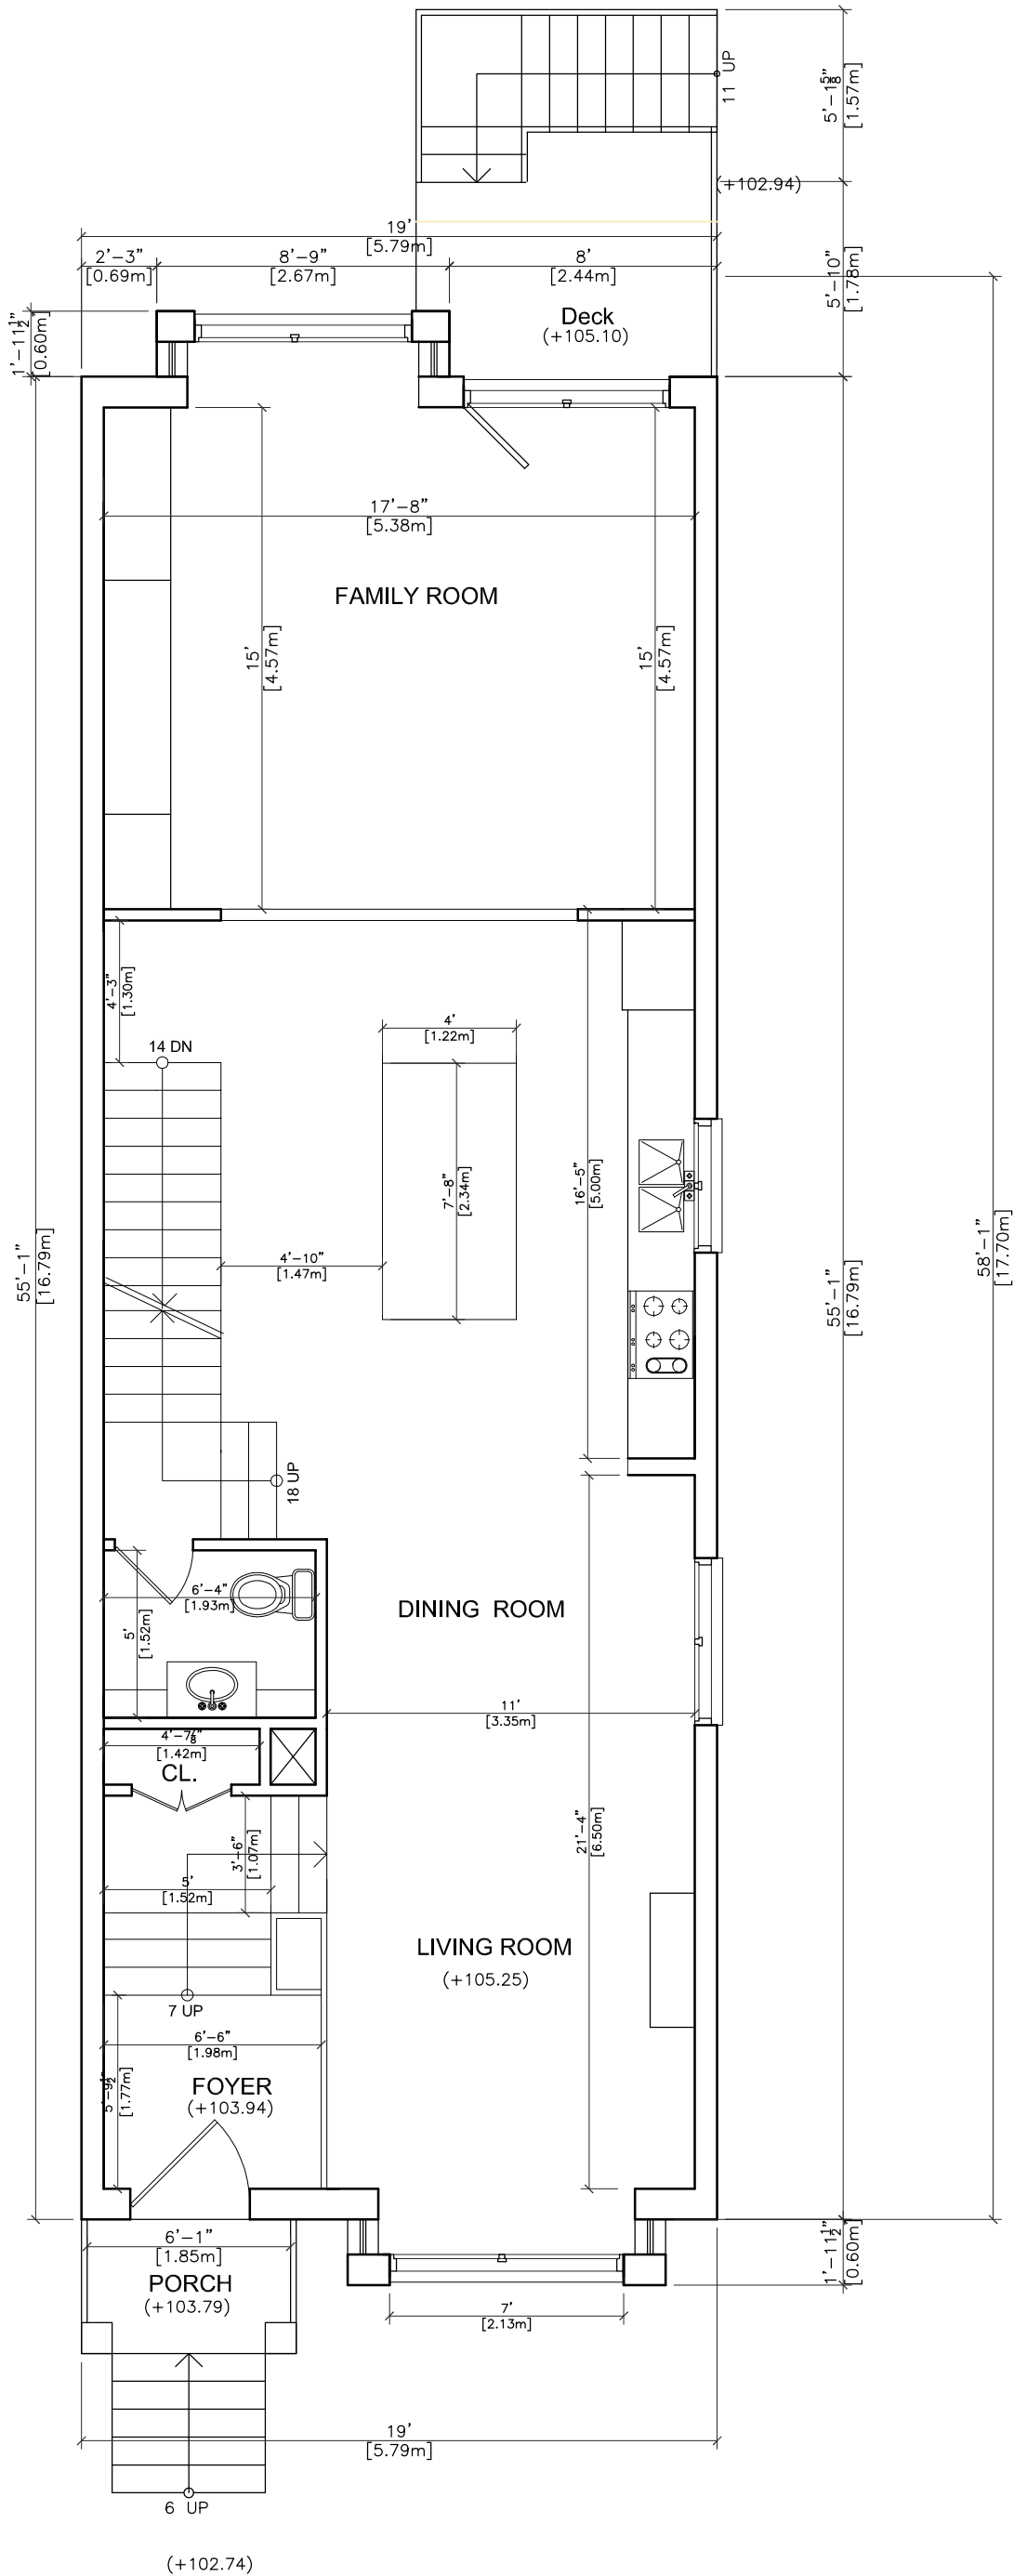 11 UP
5'-1⅝"
[1.57m]
(+102.94)
19'
[5.79m]
2'-3"
[0.69m]
8'-9"
[2.67m]
8'
[2.44m]
5'-10"
[1.78m]
1'-11½"
[0.60m]
Deck
(+105.10)
17'-8"
[5.38m]
FAMILY ROOM
15'
[4.57m]
15'
[4.57m]
4'-3"
[1.30m]
14 DN
4'
[1.22m]
7'-8"
[2.34m]
16'-5"
[5.00m]
4'-10"
[1.47m]
55'-1"
[16.79m]
55'-1"
[16.79m]
58'-1"
[17.70m]
18 UP
6'-4"
[1.93m]
5'
[1.52m]
DINING ROOM
11'
[3.35m]
4'-7⅞"
[1.42m]
CL.
3'-6"
[1.07m]
21'-4"
[6.50m]
5'
[1.52m]
LIVING ROOM
(+105.25)
7 UP
6'-6"
[1.98m]
5'-9½"
[1.77m]
FOYER
(+103.94)
6'-1"
[1.85m]
PORCH
(+103.79)
1'-11½"
[0.60m]
7'
[2.13m]
19'
[5.79m]
6 UP
(+102.74)